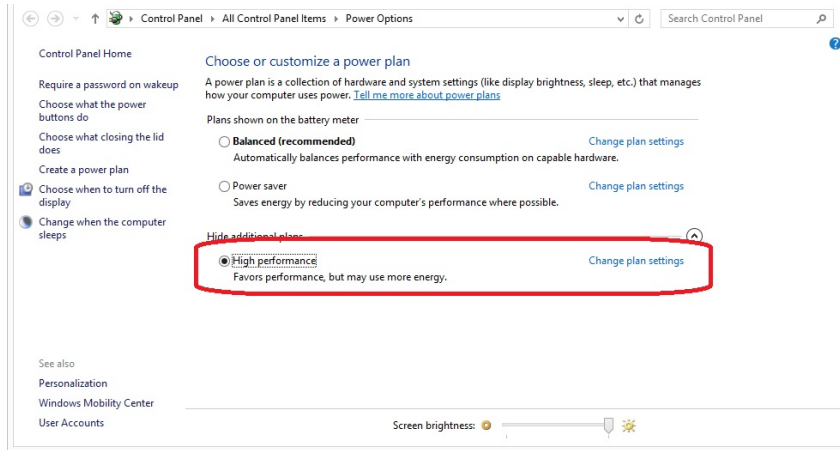 Control Panel › All Control Panel Items › Power Options
Search Control Panel
Control Panel Home
Require a password on wakeup
Choose what the power
buttons do
Choose what closing the lid
does
Create a power plan
Choose when to turn off the
display
Change when the computer
sleeps
See also
Personalization
Windows Mobility Center
User Accounts
Choose or customize a power plan
A power plan is a collection of hardware and system settings (like display brightness, sleep, etc.) that manages
how your computer uses power. Tell me more about power plans
Plans shown on the battery meter
Balanced (recommended) Change plan settings
Automatically balances performance with energy consumption on capable hardware.
Power saver Change plan settings
Saves energy by reducing your computer's performance where possible.
Hide additional plans
High performance Change plan settings
Favors performance, but may use more energy.
Screen brightness: